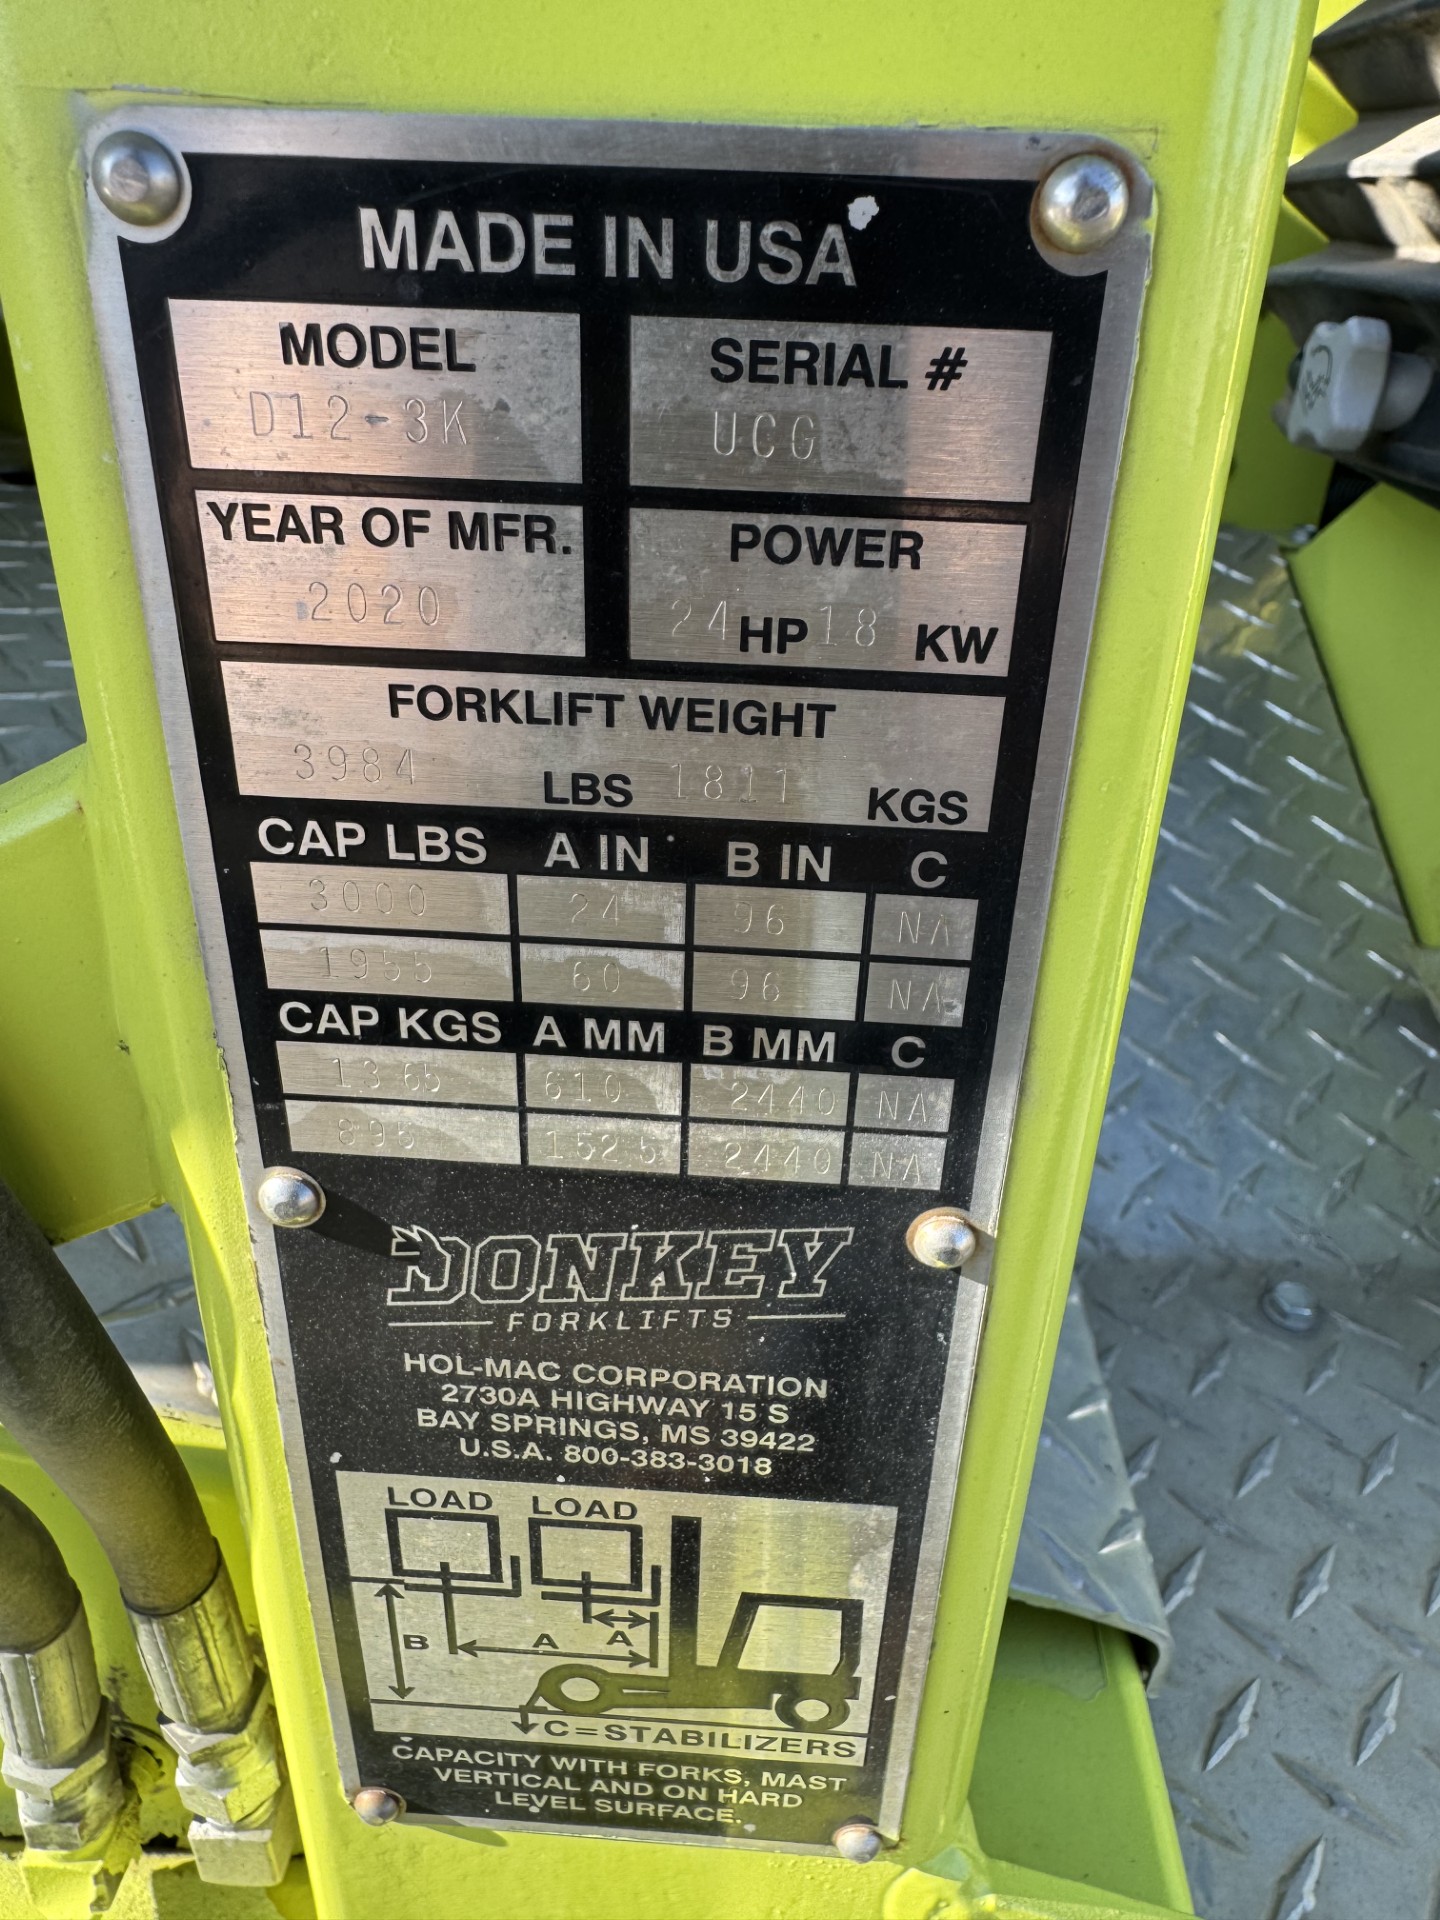 MADE IN USA
MODEL
D12-3K
SERIAL #
UCG
YEAR OF MFR.
2020
POWER
24 HP 18 KW
FORKLIFT WEIGHT
3984 LBS 1811 KGS
CAP LBS A IN B IN C
3000 24 96 NA
1955 60 96 NA
CAP KGS A MM B MM C
1365 610 2440 NA
895 1525 2440 NA
DONKEY
FORKLIFTS
HOL-MAC CORPORATION
2730A HIGHWAY 15 S
BAY SPRINGS, MS 39422
U.S.A. 800-383-3018
LOAD LOAD
B A A
C=STABILIZERS
CAPACITY WITH FORKS, MAST
VERTICAL AND ON HARD
LEVEL SURFACE.